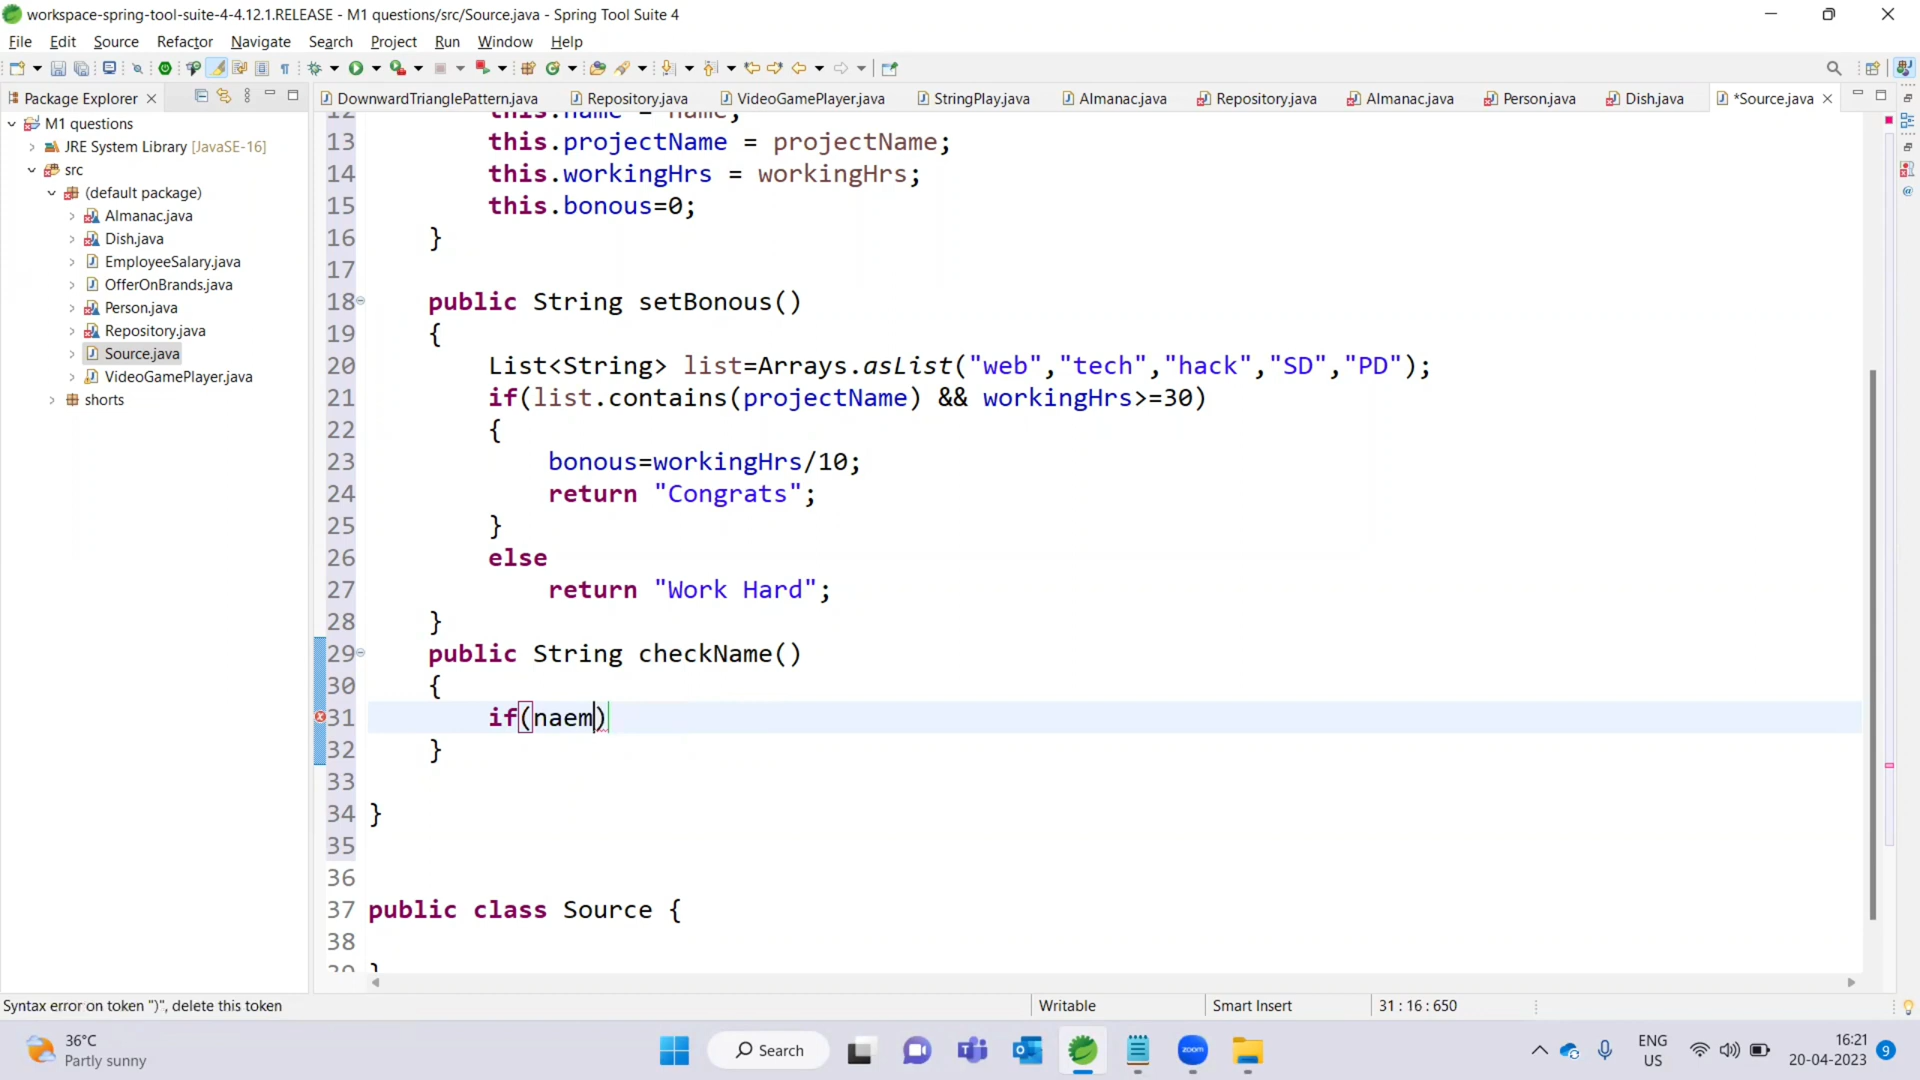 workspace-spring-tool-suite-4-4.12.1.RELEASE - M1 questions/src/Source.java - Spring Tool Suite 4
File Edit Source Refactor Navigate Search Project Run Window Help
Package Explorer
DownwardTrianglePattern.java Repository.java VideoGamePlayer.java StringPlay.java Almanac.java Repository.java Almanac.java Person.java Dish.java *Source.java
M1 questions
JRE System Library [JavaSE-16]
src
(default package)
Almanac.java
Dish.java
EmployeeSalary.java
OfferOnBrands.java
Person.java
Repository.java
Source.java
VideoGamePlayer.java
shorts
12 this.name = name;
13 this.projectName = projectName;
14 this.workingHrs = workingHrs;
15 this.bonous=0;
16 }
17
18 public String setBonous()
19 {
20 List<String> list=Arrays.asList("web","tech","hack","SD","PD");
21 if(list.contains(projectName) && workingHrs>=30)
22 {
23 bonous=workingHrs/10;
24 return "Congrats";
25 }
26 else
27 return "Work Hard";
28 }
29 public String checkName()
30 {
31 if(naem)
32 }
33
34 }
35
36
37 public class Source {
38
39 }
Syntax error on token ")", delete this token
Writable
Smart Insert
31 : 16 : 650
36°C
Partly sunny
Search
zoom
ENG
US
16:21
20-04-2023
9